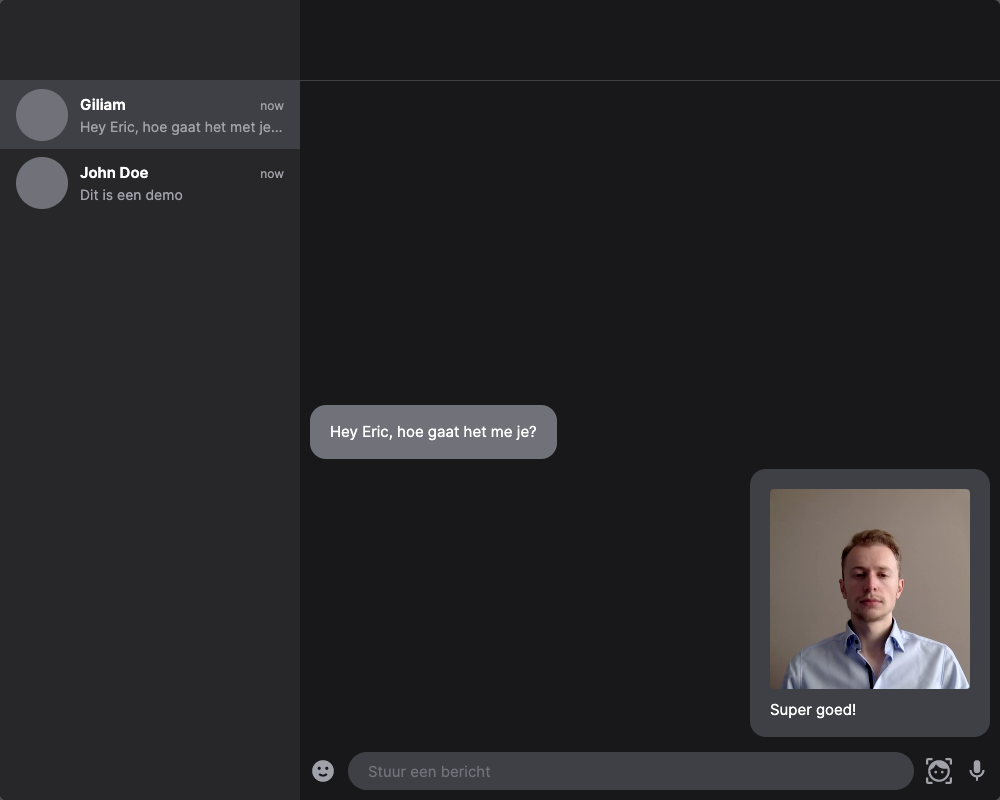 Giliam
now
Hey Eric, hoe gaat het met je...
John Doe
now
Dit is een demo
Hey Eric, hoe gaat het me je?
Super goed!
Stuur een bericht